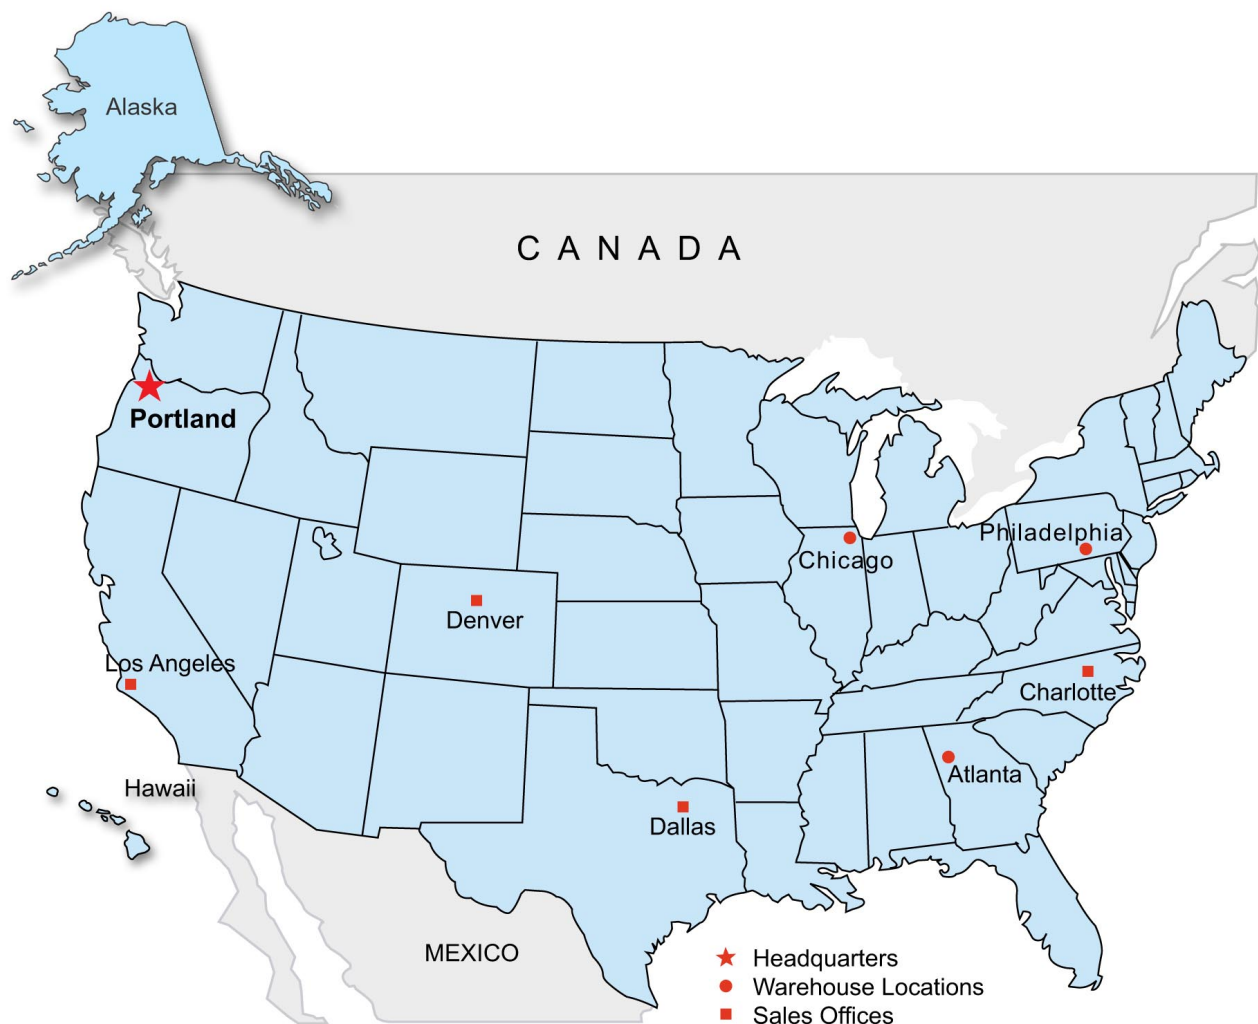 Alaska
CANADA
Portland
Philadelphia
Chicago
Denver
Los Angeles
Charlotte
Atlanta
Hawaii
Dallas
MEXICO
Headquarters
Warehouse Locations
Sales Offices